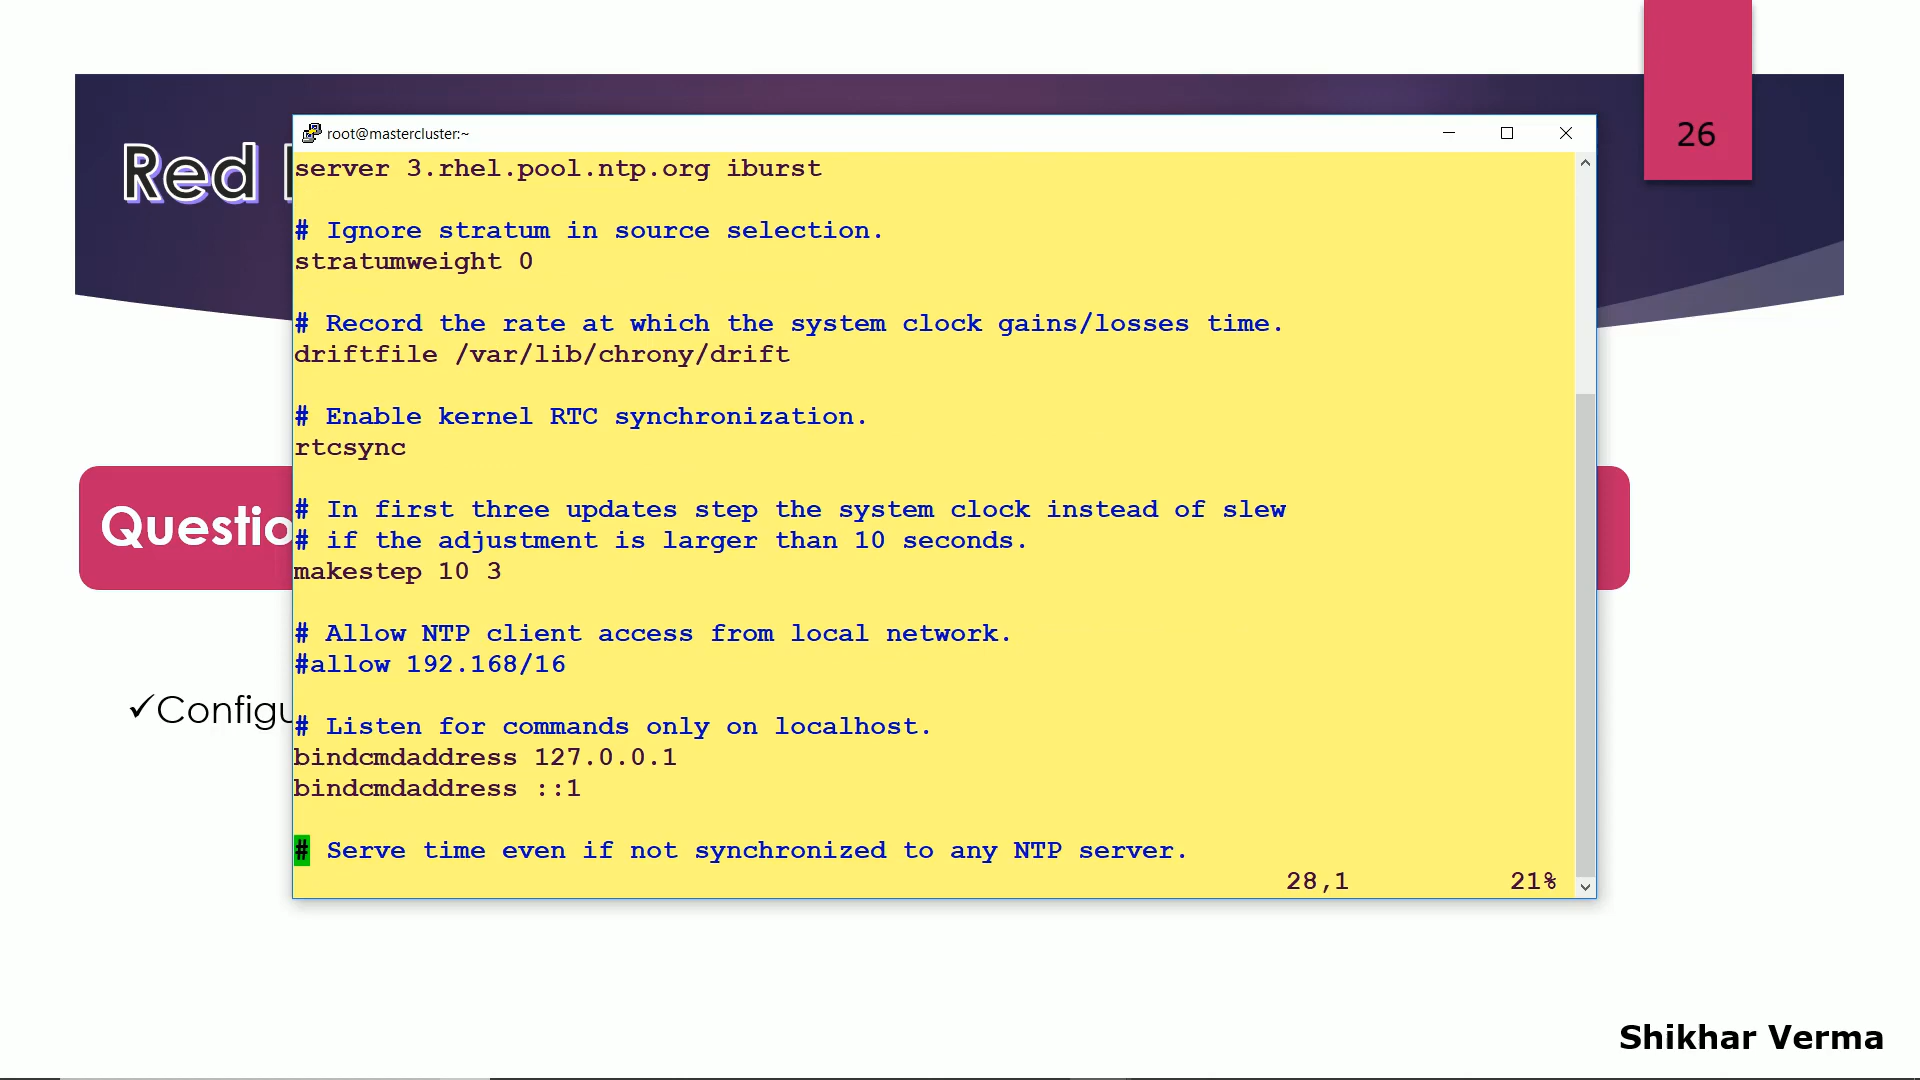 26
Red
root@mastercluster:~
server 3.rhel.pool.ntp.org iburst
# Ignore stratum in source selection.
stratumweight 0
# Record the rate at which the system clock gains/losses time.
driftfile /var/lib/chrony/drift
# Enable kernel RTC synchronization.
rtcsync
Questio
# In first three updates step the system clock instead of slew
# if the adjustment is larger than 10 seconds.
makestep 10 3
# Allow NTP client access from local network.
#allow 192.168/16
✓Configu
# Listen for commands only on localhost.
bindcmdaddress 127.0.0.1
bindcmdaddress ::1
# Serve time even if not synchronized to any NTP server.
28,1 21%
Shikhar Verma